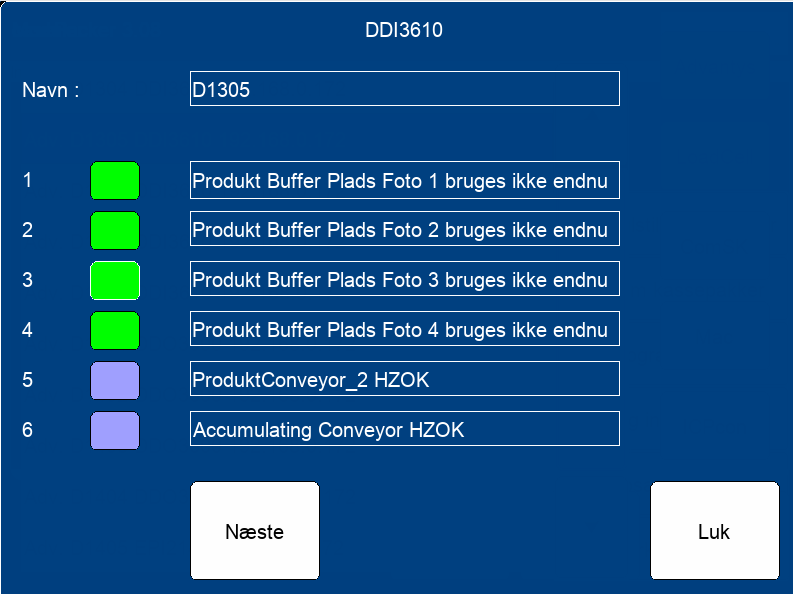 DDI3610
Navn : D1305
1 Produkt Buffer Plads Foto 1 bruges ikke endnu
2 Produkt Buffer Plads Foto 2 bruges ikke endnu
3 Produkt Buffer Plads Foto 3 bruges ikke endnu
4 Produkt Buffer Plads Foto 4 bruges ikke endnu
5 ProduktConveyor_2 HZOK
6 Accumulating Conveyor HZOK
Næste Luk